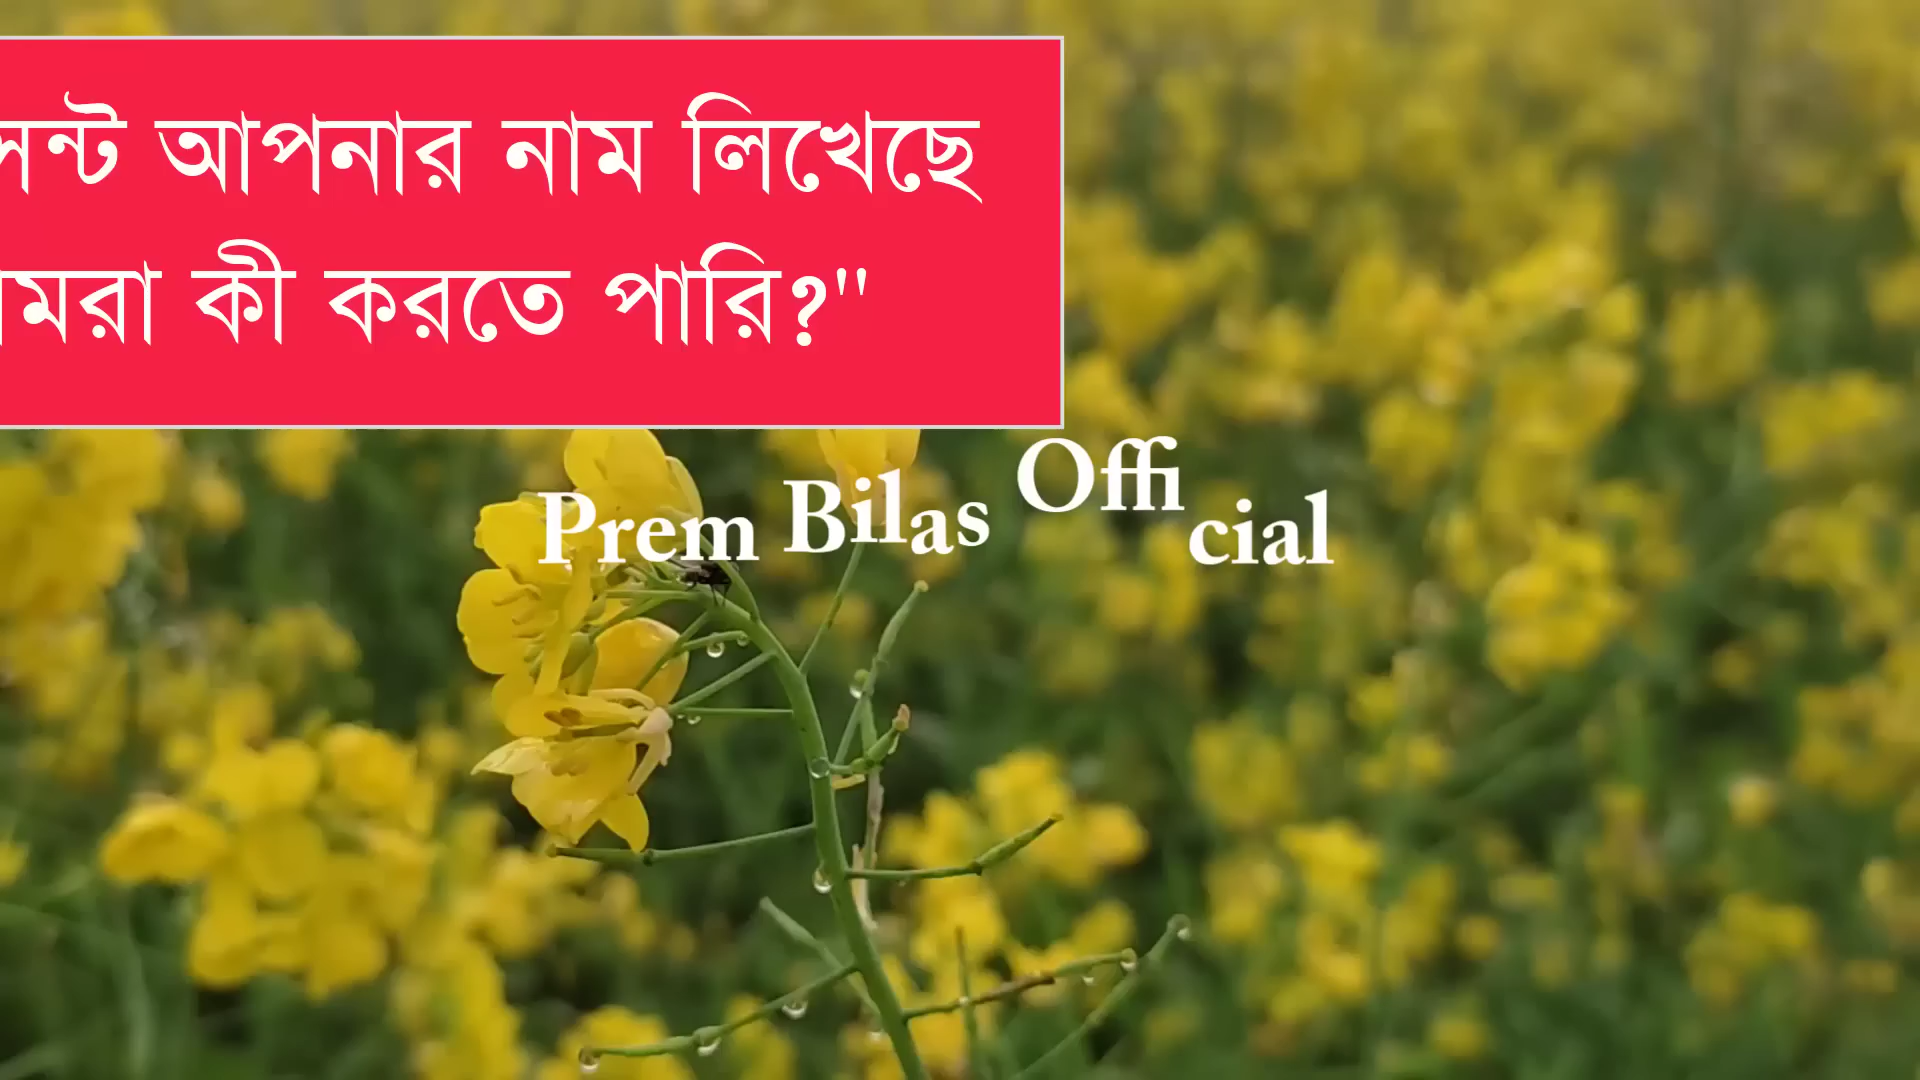 আপনার নাম লিখেছে
কী করতে পারি?"
Prem Bilas Official